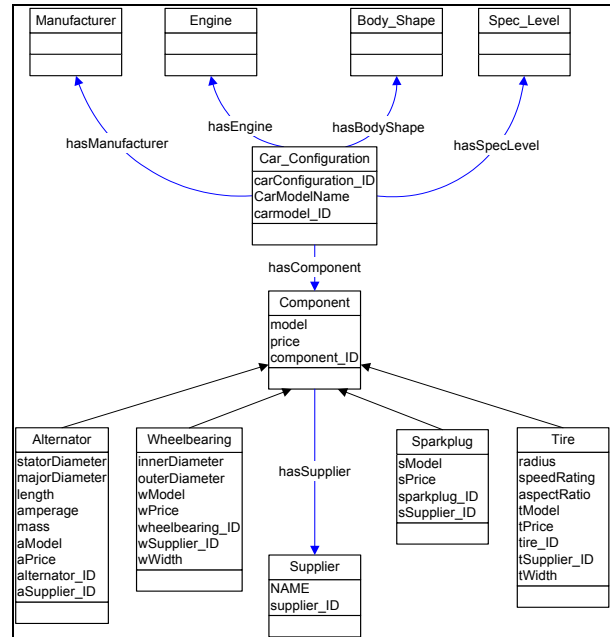 Manufacturer
Engine
Body_Shape
Spec_Level
hasManufacturer
hasEngine
hasBodyShape
hasSpecLevel
Car_Configuration
carConfiguration_ID
CarModelName
carmodel_ID
hasComponent
Component
model
price
component_ID
Alternator
statorDiameter
majorDiameter
length
amperage
mass
aModel
aPrice
alternator_ID
aSupplier_ID
Wheelbearing
innerDiameter
outerDiameter
wModel
wPrice
wheelbearing_ID
wSupplier_ID
wWidth
hasSupplier
Supplier
NAME
supplier_ID
Sparkplug
sModel
sPrice
sparkplug_ID
sSupplier_ID
Tire
radius
speedRating
aspectRatio
tModel
tPrice
tire_ID
tSupplier_ID
tWidth